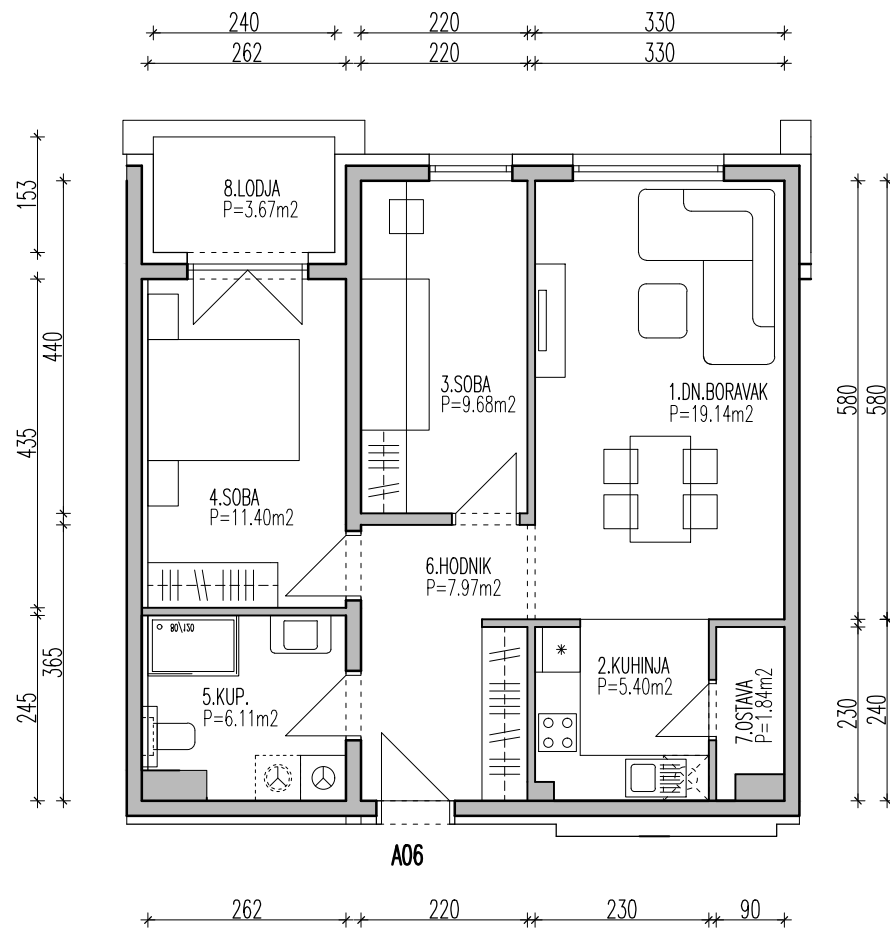 240
220
330
262
220
330
153
440
435
365
245
8.LODJA
P=3.67m2
3.SOBA
P=9.68m2
1.DN.BORAVAK
P=19.14m2
4.SOBA
P=11.40m2
6.HODNIK
P=7.97m2
80/120
5.KUP.
P=6.11m2
2.KUHINJA
P=5.40m2
7.OSTAVA
P=1.84m2
580
580
230
240
A06
262
220
230
90